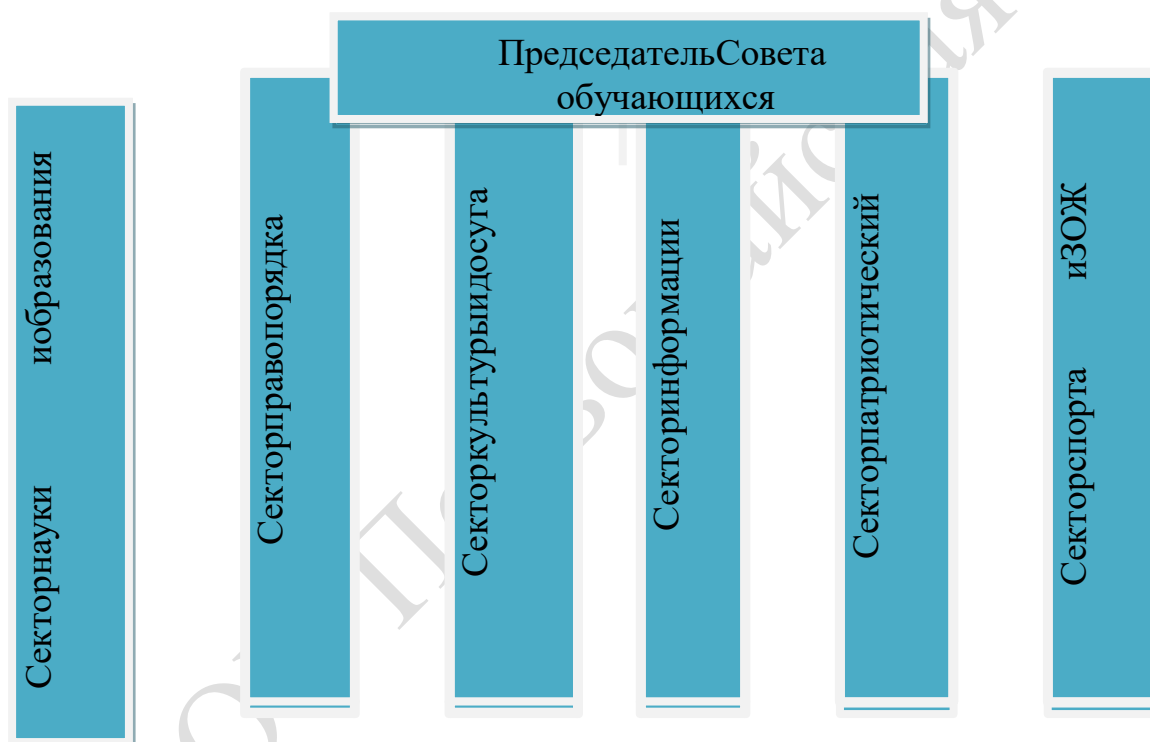 ПредседательСовета
обучающихся
Секторнауки иобразования
Секторправопорядка
Секторкультурыидосуга
Секторинформации
Секторпатриотический
Секторспорта иЗОЖ